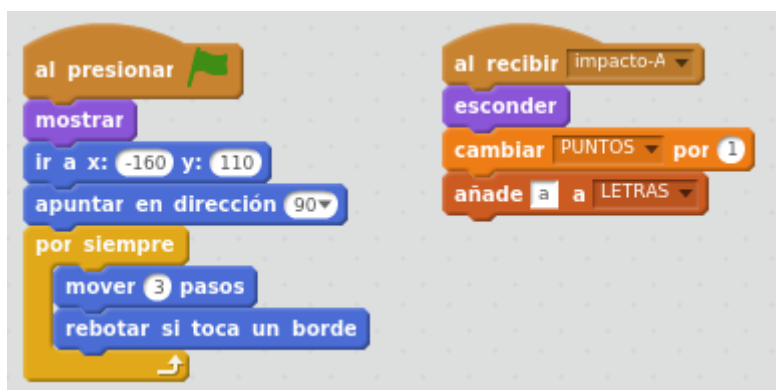 al presionar
mostrar
ir a x: -160 y: 110
apuntar en dirección 90
por siempre
mover 3 pasos
rebotar si toca un borde
al recibir impacto-A
esconder
cambiar PUNTOS por 1
añade a a LETRAS